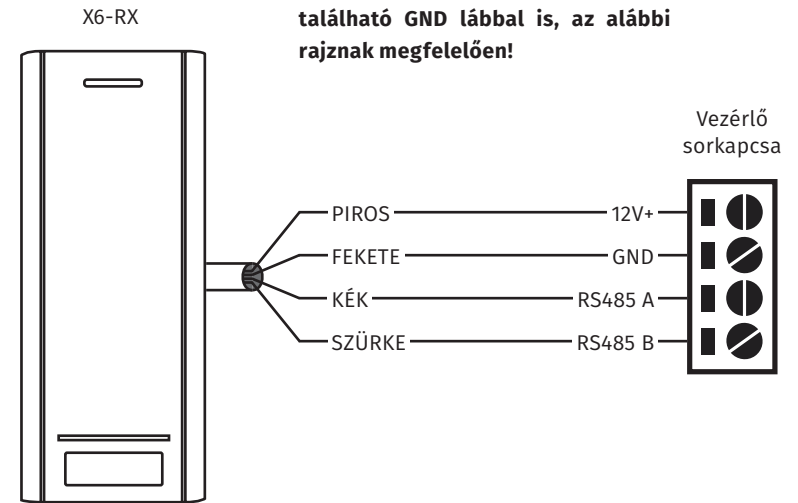 X6-RX
található GND lábbal is, az alábbi
rajznak megfelelően!
Vezérlő
sorkapcsa
PIROS 12V+
FEKETE GND
KÉK RS485 A
SZÜRKE RS485 B